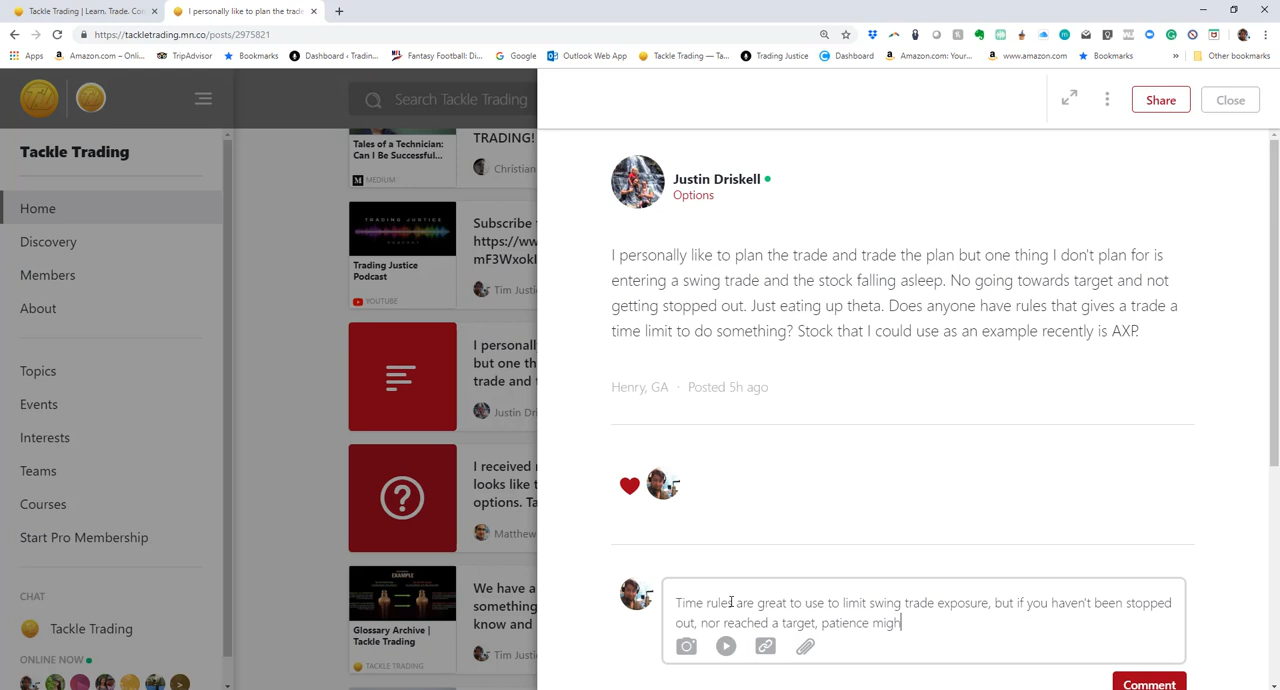 Tackle Trading | Learn. Trade. Con
I personally like to plan the trade
https://tackletrading.mn.co/posts/2975821
Apps
Amazon.com – Onlin...
TripAdvisor
Bookmarks
Dashboard ‹ Tradin...
Fantasy Football: Di...
Google
Outlook Web App
Tackle Trading — Ta...
Trading Justice
Dashboard
Amazon.com: Your...
www.amazon.com
Bookmarks
»
Other bookmarks
Search Tackle Trading
Share
Close
Tackle Trading
Home
Discovery
Members
About
Topics
Events
Interests
Teams
Courses
Start Pro Membership
CHAT
Tackle Trading
ONLINE NOW
Tales of a Technician:
Can I Be Successful...
MEDIUM
TRADING!
Christian
TRADING JUSTICE
PODCAST
Trading Justice
Podcast
YOUTUBE
Subscribe
https://ww
mF3WxokI
Tim Justi
I personall
but one th
trade and t
Justin Dri
I received
looks like t
options. Ta
Matthew
EXAMPLE
Glossary Archive |
Tackle Trading
TACKLE TRADING
We have a
something
know and
Tim Justi
Justin Driskell
Options
I personally like to plan the trade and trade the plan but one thing I don't plan for is
entering a swing trade and the stock falling asleep. No going towards target and not
getting stopped out. Just eating up theta. Does anyone have rules that gives a trade a
time limit to do something? Stock that I could use as an example recently is AXP.
Henry, GA · Posted 5h ago
Time rules are great to use to limit swing trade exposure, but if you haven't been stopped
out, nor reached a target, patience migh
Comment